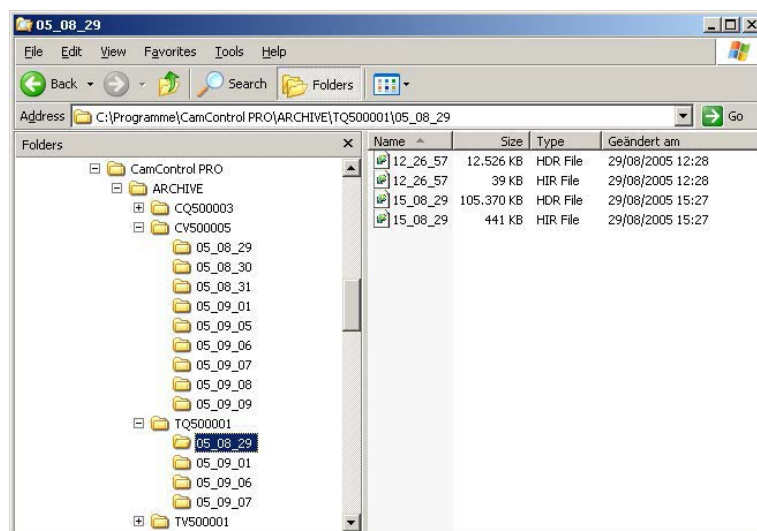 05_08_29
File Edit View Favorites Tools Help
Back Search Folders
Address C:\Programme\CamControl PRO\ARCHIVE\TQ500001\05_08_29 Go
Folders x
CamControl PRO
ARCHIVE
CQ500003
CV500005
05_08_29
05_08_30
05_08_31
05_09_01
05_09_05
05_09_06
05_09_07
05_09_08
05_09_09
TQ500001
05_08_29
05_09_01
05_09_06
05_09_07
TV500001
Name Size Type Geändert am
12_26_57 12.526 KB HDR File 29/08/2005 12:28
12_26_57 39 KB HIR File 29/08/2005 12:28
15_08_29 105.370 KB HDR File 29/08/2005 15:27
15_08_29 441 KB HIR File 29/08/2005 15:27